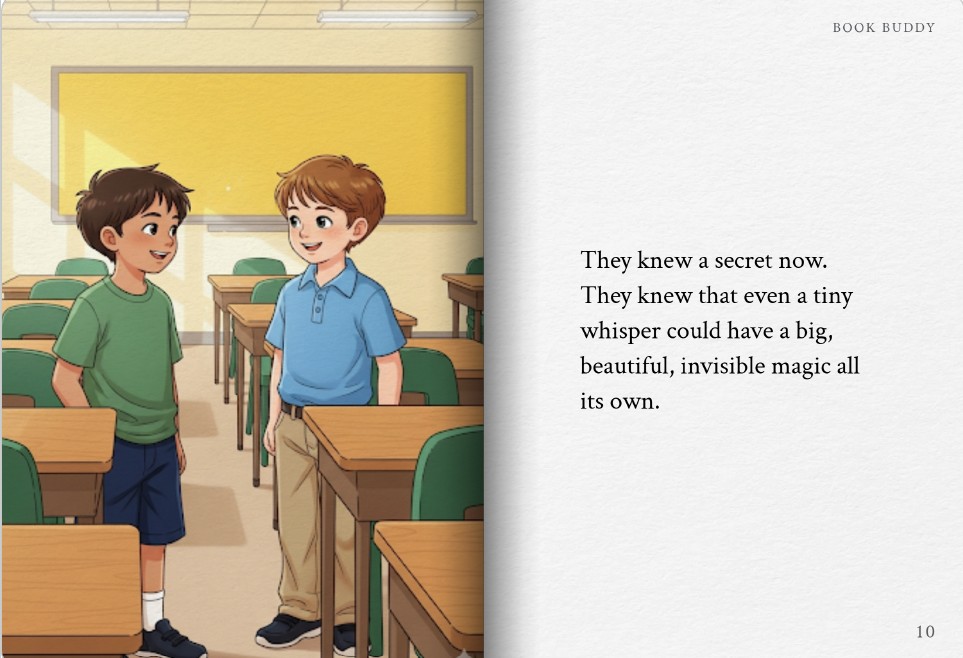 BOOK BUDDY
They knew a secret now.
They knew that even a tiny
whisper could have a big,
beautiful, invisible magic all
its own.
10